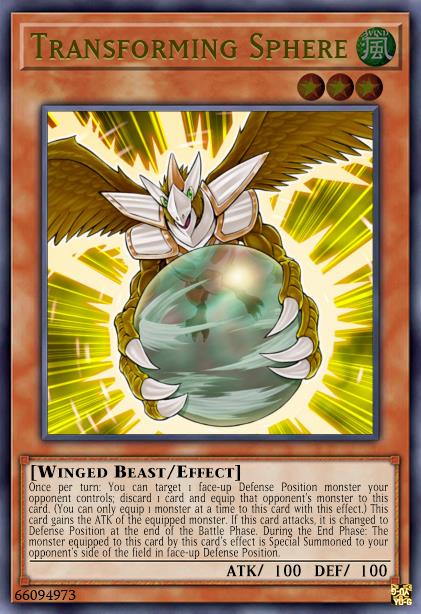 TRANSFORMING SPHERE
WIND
風
[WINGED BEAST/EFFECT]
Once per turn: You can target 1 face-up Defense Position monster your
opponent controls; discard 1 card and equip that opponent's monster to this
card. (You can only equip 1 monster at a time to this card with this effect.) This
card gains the ATK of the equipped monster. If this card attacks, it is changed to
Defense Position at the end of the Battle Phase. During the End Phase: The
monster equipped to this card by this card's effect is Special Summoned to your
opponent's side of the field in face-up Defense Position.
ATK/ 100 DEF/ 100
66094973